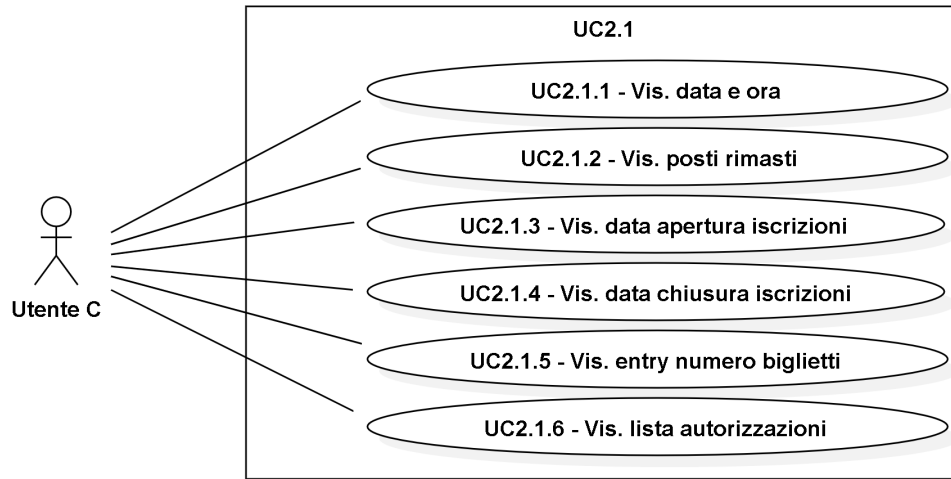 UC2.1
UC2.1.1 - Vis. data e ora
UC2.1.2 - Vis. posti rimasti
UC2.1.3 - Vis. data apertura iscrizioni
UC2.1.4 - Vis. data chiusura iscrizioni
Utente C
UC2.1.5 - Vis. entry numero biglietti
UC2.1.6 - Vis. lista autorizzazioni